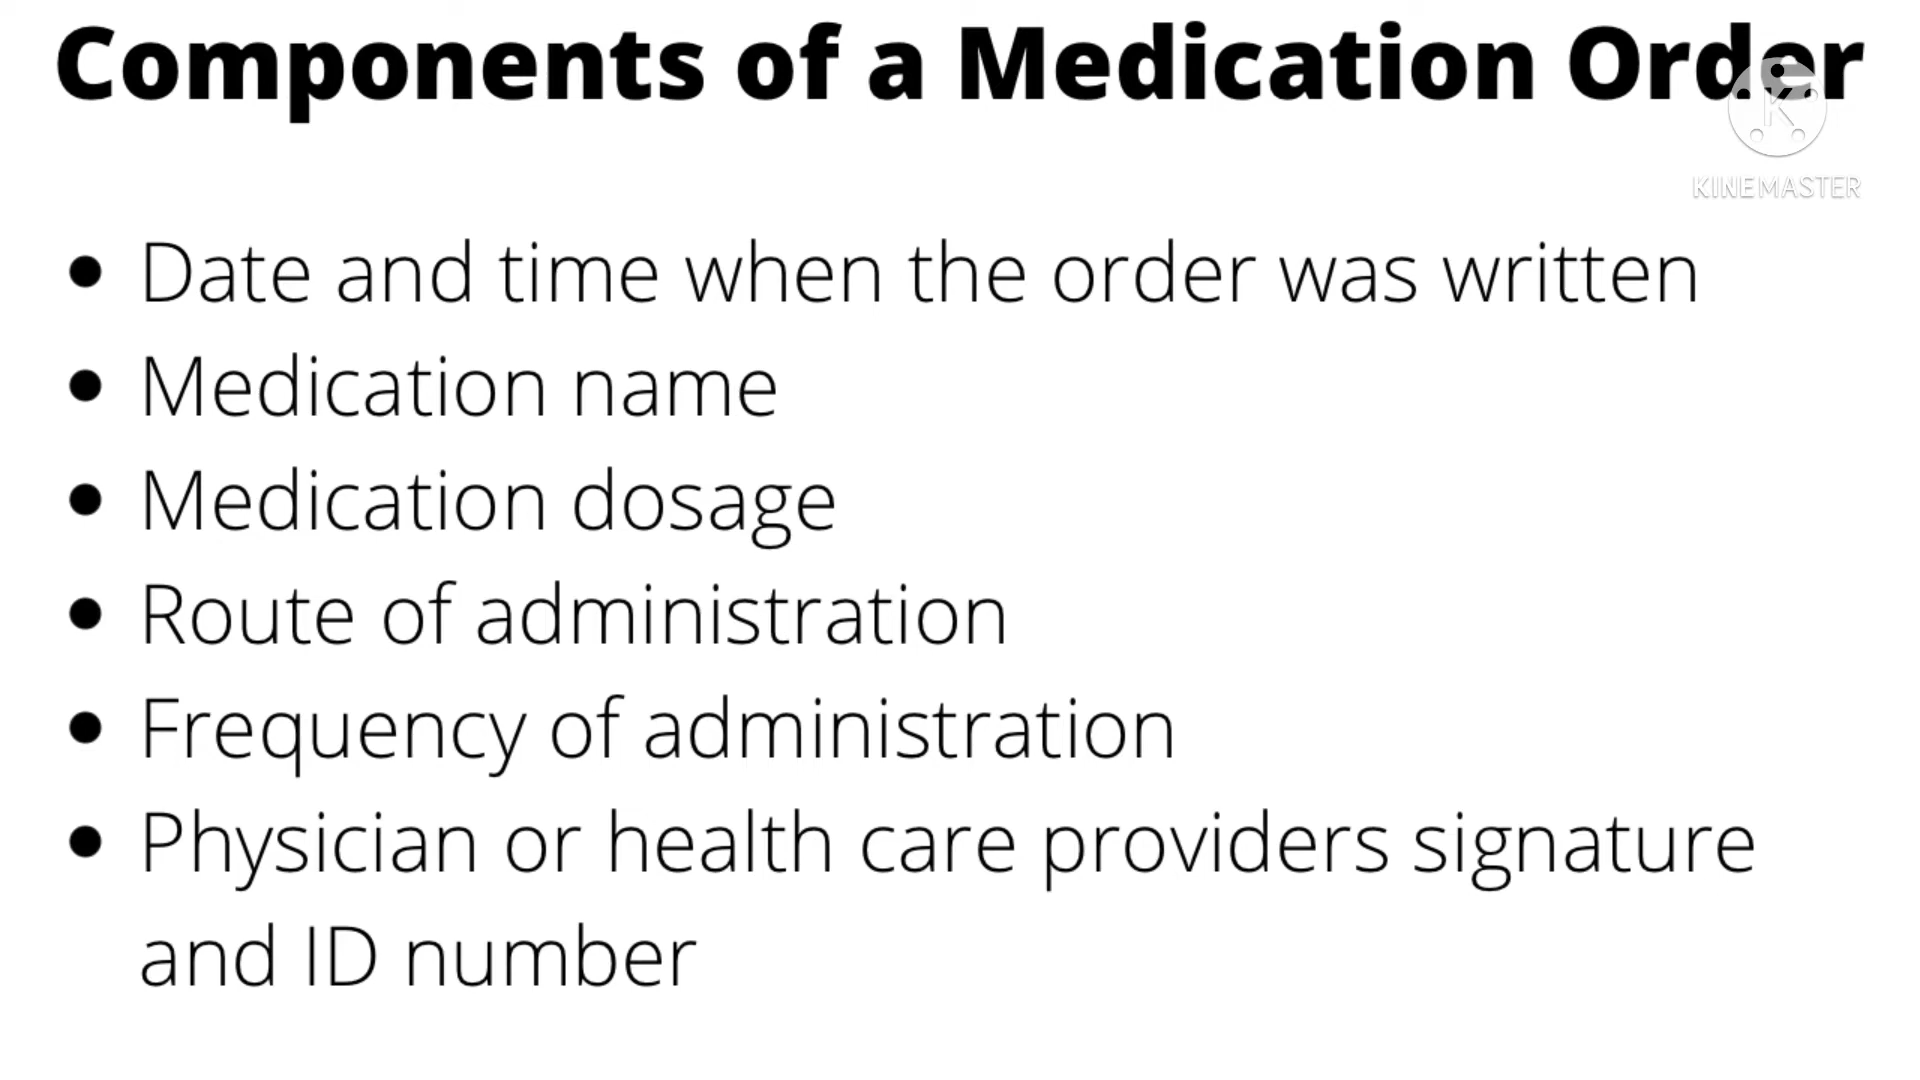 Components of a Medication Order
KINEMASTER
• Date and time when the order was written
• Medication name
• Medication dosage
• Route of administration
• Frequency of administration
• Physician or health care providers signature
and ID number